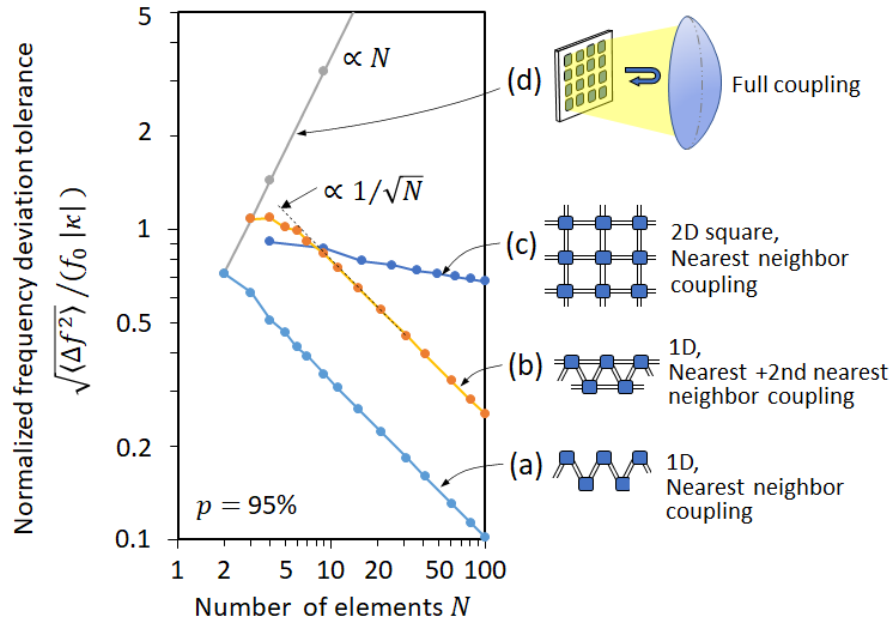 Normalized frequency deviation tolerance
√⟨Δf²⟩ /(f₀ |κ| )
5
2
1
0.5
0.2
0.1
∝ N
∝ 1/√N
p = 95%
1
2
5
10
20
50
100
Number of elements N
(d)
Full coupling
(c)
2D square,
Nearest neighbor
coupling
(b)
1D,
Nearest +2nd nearest
neighbor coupling
(a)
1D,
Nearest neighbor
coupling